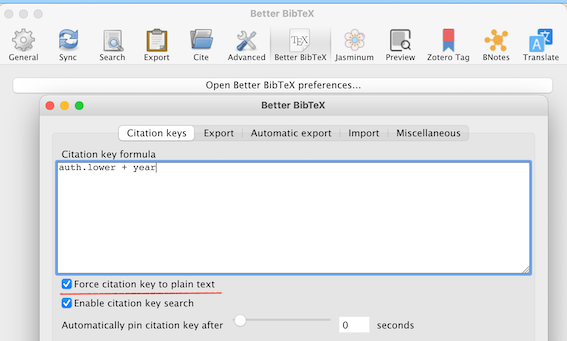 Better BibTeX
General Sync Search Export Cite Advanced Better BibTeX Jasminum Preview Zotero Tag BNotes Translate
Open Better BibTeX preferences...
Better BibTeX
Citation keys Export Automatic export Import Miscellaneous
Citation key formula
auth.lower + year
Force citation key to plain text
Enable citation key search
Automatically pin citation key after 0 seconds